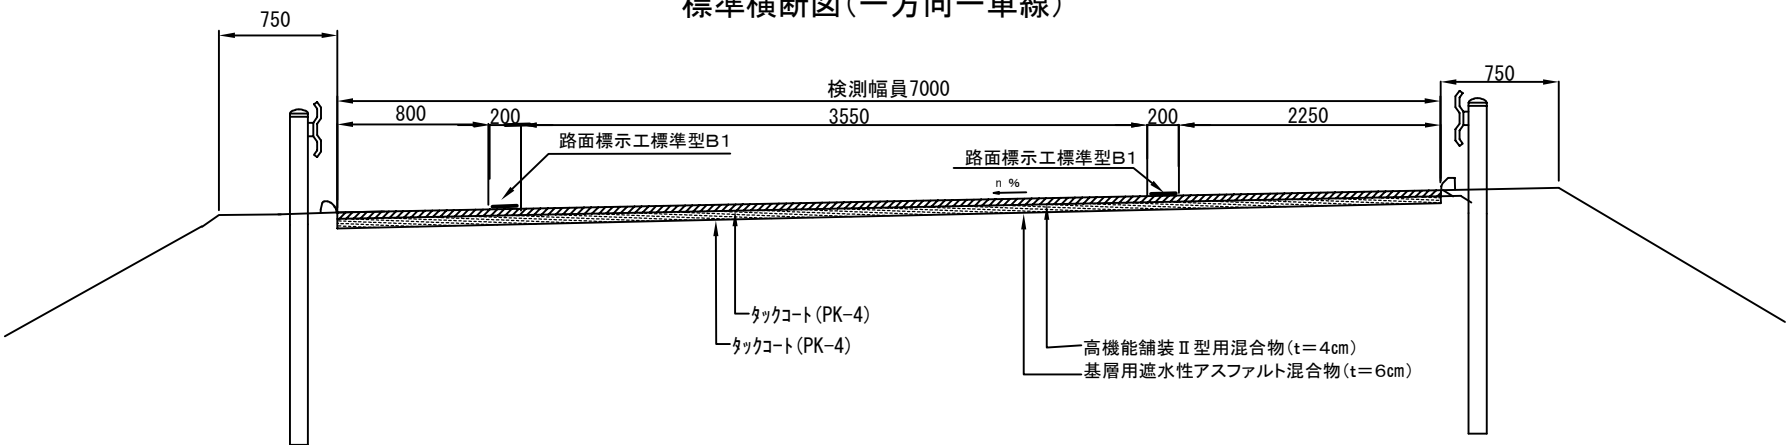 標準横断図(一方向一車線)
750
検測幅員7000
750
800
200
3550
200
2250
路面標示工標準型B1
路面標示工標準型B1
n %
タックコート(PK-4)
タックコート(PK-4)
高機能舗装Ⅱ型用混合物(t=4cm)
基層用遮水性アスファルト混合物(t=6cm)